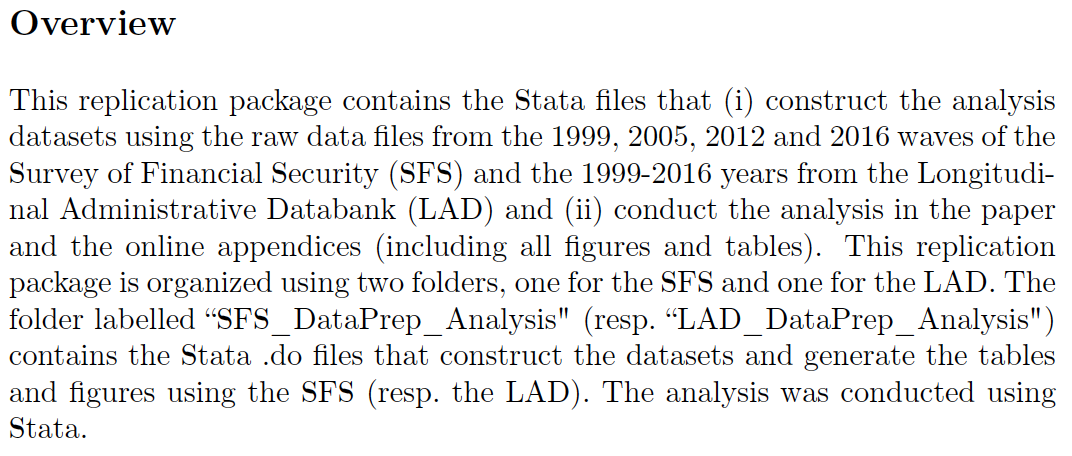 Overview
This replication package contains the Stata files that (i) construct the analysis
datasets using the raw data files from the 1999, 2005, 2012 and 2016 waves of the
Survey of Financial Security (SFS) and the 1999-2016 years from the Longitudi-
nal Administrative Databank (LAD) and (ii) conduct the analysis in the paper
and the online appendices (including all figures and tables). This replication
package is organized using two folders, one for the SFS and one for the LAD. The
folder labelled “SFS_DataPrep_Analysis" (resp. “LAD_DataPrep_Analysis")
contains the Stata .do files that construct the datasets and generate the tables
and figures using the SFS (resp. the LAD). The analysis was conducted using
Stata.